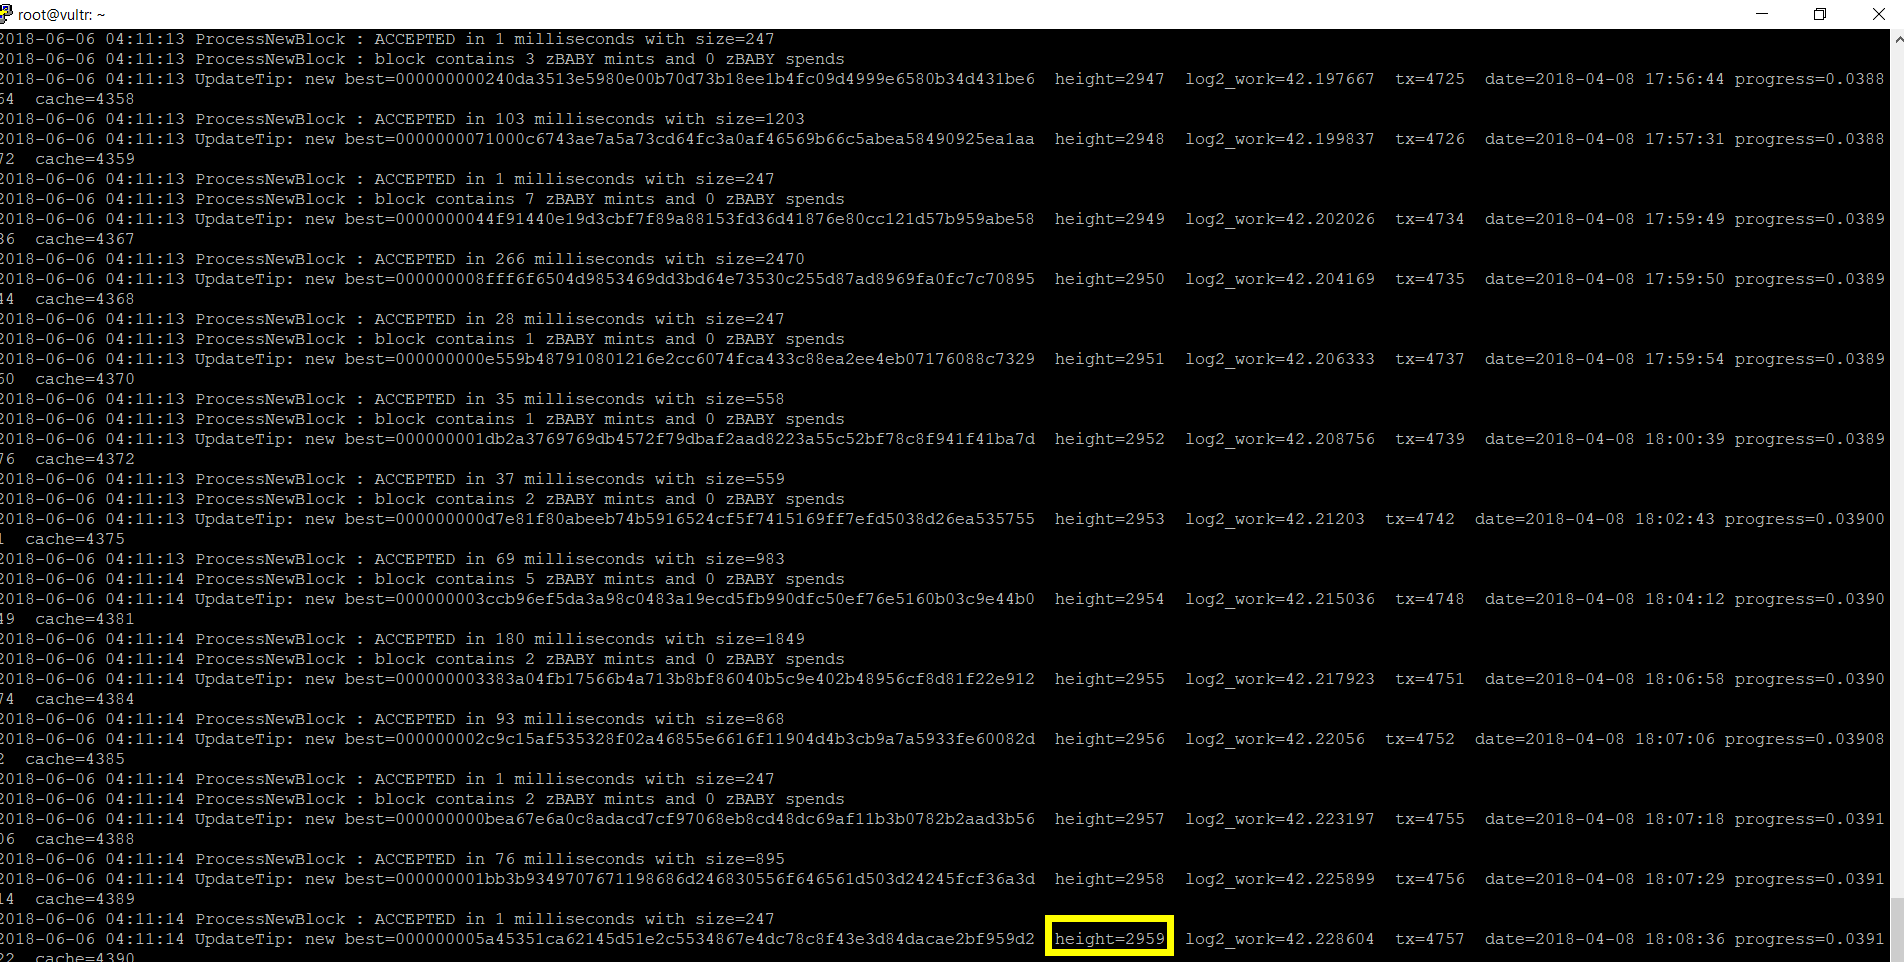 root@vultr: ~
2018-06-06 04:11:13 ProcessNewBlock : ACCEPTED in 1 milliseconds with size=247
2018-06-06 04:11:13 ProcessNewBlock : block contains 3 zBABY mints and 0 zBABY spends
2018-06-06 04:11:13 UpdateTip: new best=000000000240da3513e5980e00b70d73b18ee1b4fc09d4999e6580b34d431be6  height=2947  log2_work=42.197667  tx=4725  date=2018-04-08 17:56:44 progress=0.0388
64  cache=4358
2018-06-06 04:11:13 ProcessNewBlock : ACCEPTED in 103 milliseconds with size=1203
2018-06-06 04:11:13 UpdateTip: new best=0000000071000c6743ae7a5a73cd64fc3a0af46569b66c5abea58490925ea1aa  height=2948  log2_work=42.199837  tx=4726  date=2018-04-08 17:57:31 progress=0.0388
72  cache=4359
2018-06-06 04:11:13 ProcessNewBlock : ACCEPTED in 1 milliseconds with size=247
2018-06-06 04:11:13 ProcessNewBlock : block contains 7 zBABY mints and 0 zBABY spends
2018-06-06 04:11:13 UpdateTip: new best=0000000044f91440e19d3cbf7f89a88153fd36d41876e80cc121d57b959abe58  height=2949  log2_work=42.202026  tx=4734  date=2018-04-08 17:59:49 progress=0.0389
36  cache=4367
2018-06-06 04:11:13 ProcessNewBlock : ACCEPTED in 266 milliseconds with size=2470
2018-06-06 04:11:13 UpdateTip: new best=000000008fff6f6504d9853469dd3bd64e73530c255d87ad8969fa0fc7c70895  height=2950  log2_work=42.204169  tx=4735  date=2018-04-08 17:59:50 progress=0.0389
44  cache=4368
2018-06-06 04:11:13 ProcessNewBlock : ACCEPTED in 28 milliseconds with size=247
2018-06-06 04:11:13 ProcessNewBlock : block contains 1 zBABY mints and 0 zBABY spends
2018-06-06 04:11:13 UpdateTip: new best=000000000e559b487910801216e2cc6074fca433c88ea2ee4eb07176088c7329  height=2951  log2_work=42.206333  tx=4737  date=2018-04-08 17:59:54 progress=0.0389
60  cache=4370
2018-06-06 04:11:13 ProcessNewBlock : ACCEPTED in 35 milliseconds with size=558
2018-06-06 04:11:13 ProcessNewBlock : block contains 1 zBABY mints and 0 zBABY spends
2018-06-06 04:11:13 UpdateTip: new best=000000001db2a3769769db4572f79dbaf2aad8223a55c52bf78c8f941f41ba7d  height=2952  log2_work=42.208756  tx=4739  date=2018-04-08 18:00:39 progress=0.0389
76  cache=4372
2018-06-06 04:11:13 ProcessNewBlock : ACCEPTED in 37 milliseconds with size=559
2018-06-06 04:11:13 ProcessNewBlock : block contains 2 zBABY mints and 0 zBABY spends
2018-06-06 04:11:13 UpdateTip: new best=000000000d7e81f80abeeb74b5916524cf5f7415169ff7efd5038d26ea535755  height=2953  log2_work=42.21203  tx=4742  date=2018-04-08 18:02:43 progress=0.03900
1  cache=4375
2018-06-06 04:11:13 ProcessNewBlock : ACCEPTED in 69 milliseconds with size=983
2018-06-06 04:11:14 ProcessNewBlock : block contains 5 zBABY mints and 0 zBABY spends
2018-06-06 04:11:14 UpdateTip: new best=000000003ccb96ef5da3a98c0483a19ecd5fb990dfc50ef76e5160b03c9e44b0  height=2954  log2_work=42.215036  tx=4748  date=2018-04-08 18:04:12 progress=0.0390
49  cache=4381
2018-06-06 04:11:14 ProcessNewBlock : ACCEPTED in 180 milliseconds with size=1849
2018-06-06 04:11:14 ProcessNewBlock : block contains 2 zBABY mints and 0 zBABY spends
2018-06-06 04:11:14 UpdateTip: new best=000000003383a04fb17566b4a713b8bf86040b5c9e402b48956cf8d81f22e912  height=2955  log2_work=42.217923  tx=4751  date=2018-04-08 18:06:58 progress=0.0390
74  cache=4384
2018-06-06 04:11:14 ProcessNewBlock : ACCEPTED in 93 milliseconds with size=868
2018-06-06 04:11:14 UpdateTip: new best=000000002c9c15af535328f02a46855e6616f11904d4b3cb9a7a5933fe60082d  height=2956  log2_work=42.22056  tx=4752  date=2018-04-08 18:07:06 progress=0.03908
2  cache=4385
2018-06-06 04:11:14 ProcessNewBlock : ACCEPTED in 1 milliseconds with size=247
2018-06-06 04:11:14 ProcessNewBlock : block contains 2 zBABY mints and 0 zBABY spends
2018-06-06 04:11:14 UpdateTip: new best=000000000bea67e6a0c8adacd7cf97068eb8cd48dc69af11b3b0782b2aad3b56  height=2957  log2_work=42.223197  tx=4755  date=2018-04-08 18:07:18 progress=0.0391
06  cache=4388
2018-06-06 04:11:14 ProcessNewBlock : ACCEPTED in 76 milliseconds with size=895
2018-06-06 04:11:14 UpdateTip: new best=000000001bb3b9349707671198686d246830556f646561d503d24245fcf36a3d  height=2958  log2_work=42.225899  tx=4756  date=2018-04-08 18:07:29 progress=0.0391
14  cache=4389
2018-06-06 04:11:14 ProcessNewBlock : ACCEPTED in 1 milliseconds with size=247
2018-06-06 04:11:14 UpdateTip: new best=000000005a45351ca62145d51e2c5534867e4dc78c8f43e3d84dacae2bf959d2  height=2959  log2_work=42.228604  tx=4757  date=2018-04-08 18:08:36 progress=0.0391
22  cache=4390